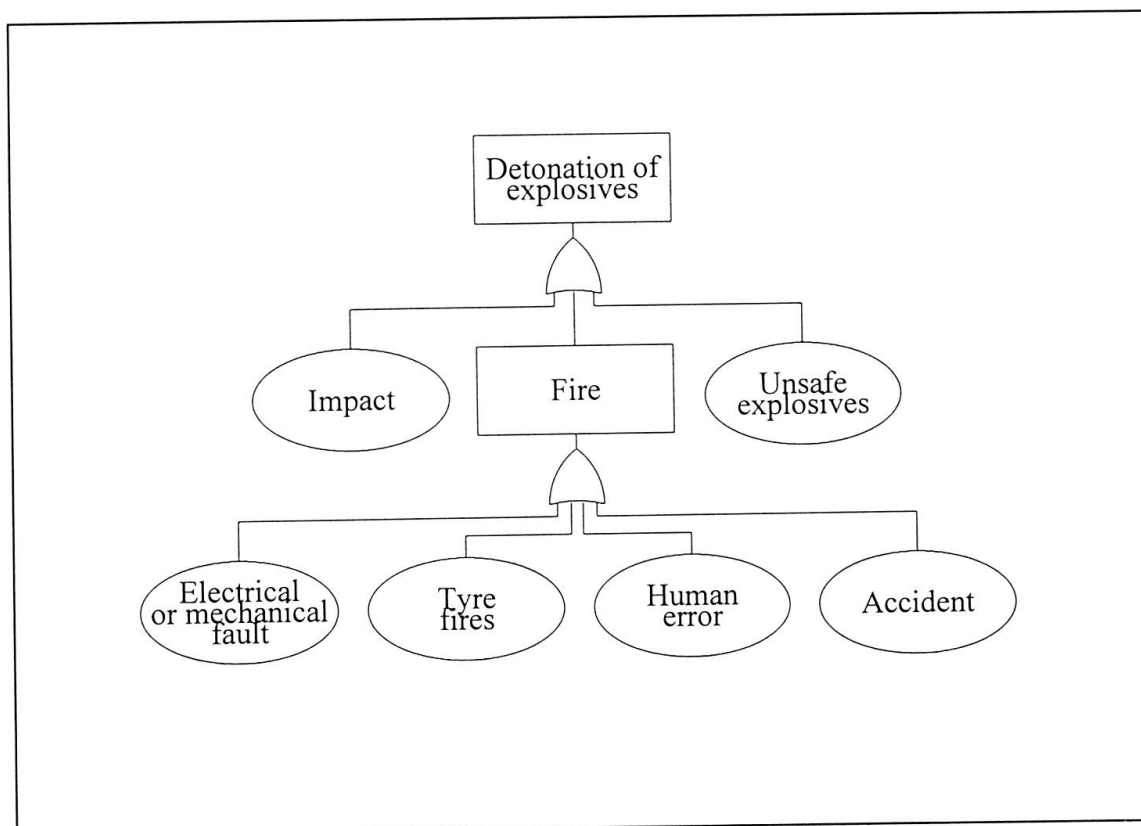 Detonation of
explosives
Impact
Fire
Unsafe
explosives
Electrical
or mechanical
fault
Tyre
fires
Human
error
Accident